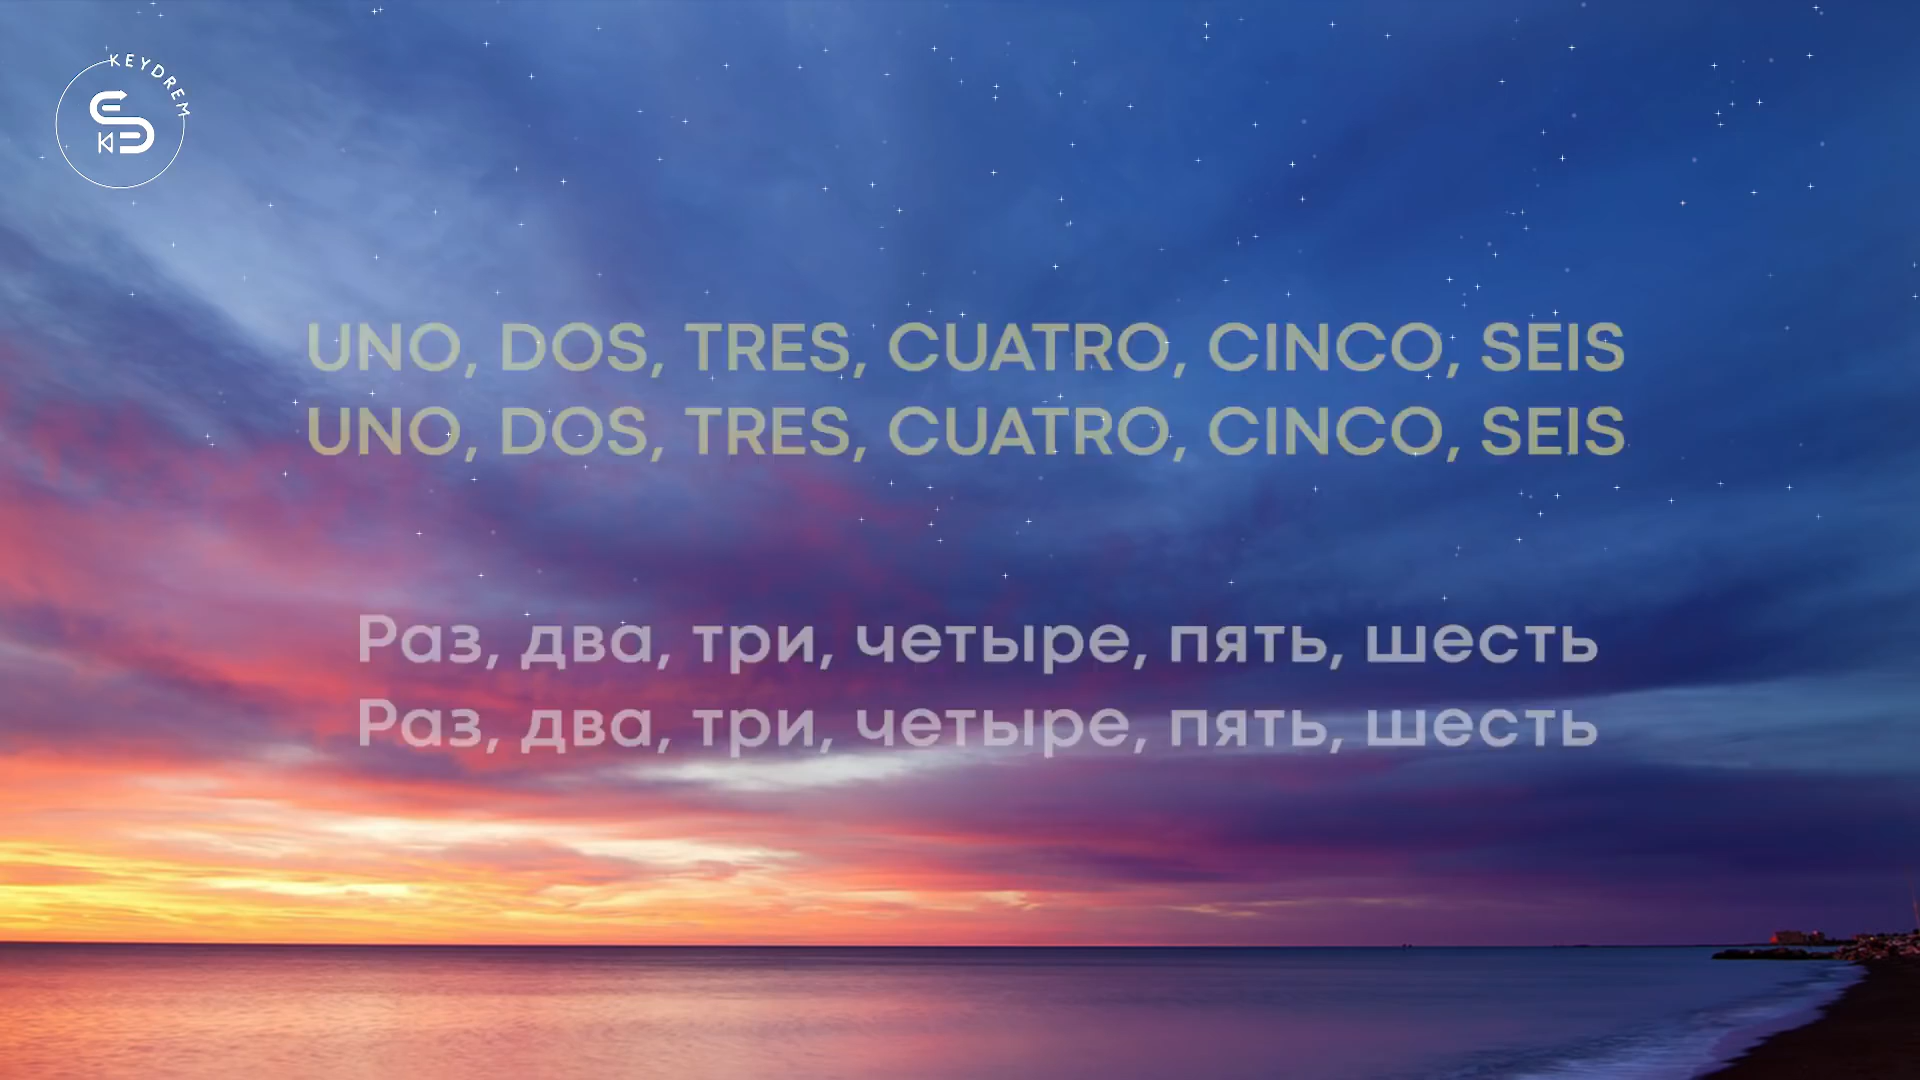 KEYDREM
UNO, DOS, TRES, CUATRO, CINCO, SEIS
UNO, DOS, TRES, CUATRO, CINCO, SEIS
Раз, два, три, четыре, пять, шесть
Раз, два, три, четыре, пять, шесть